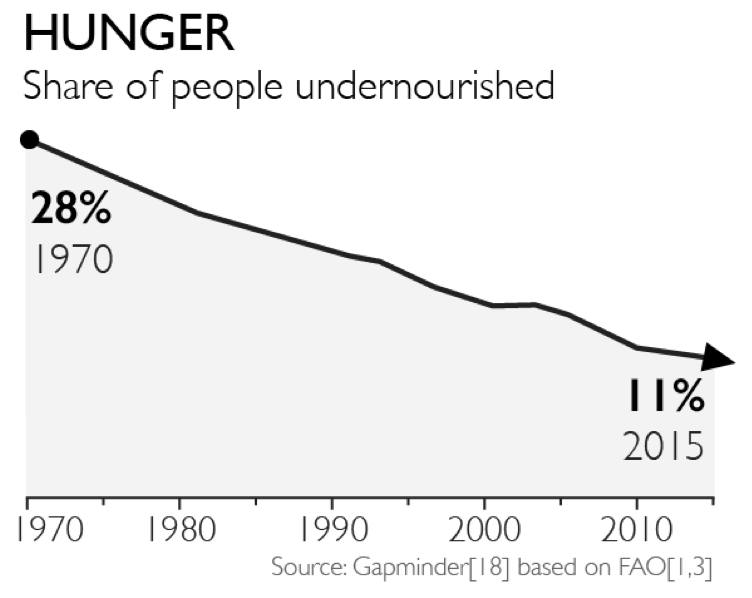 HUNGER
Share of people undernourished
28%
1970
11%
2015
1970 1980 1990 2000 2010
Source: Gapminder[18] based on FAO[1,3]